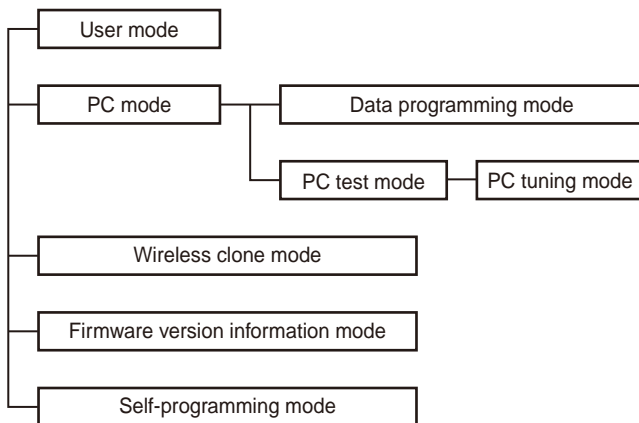 User mode
PC mode
Data programming mode
PC test mode
PC tuning mode
Wireless clone mode
Firmware version information mode
Self-programming mode